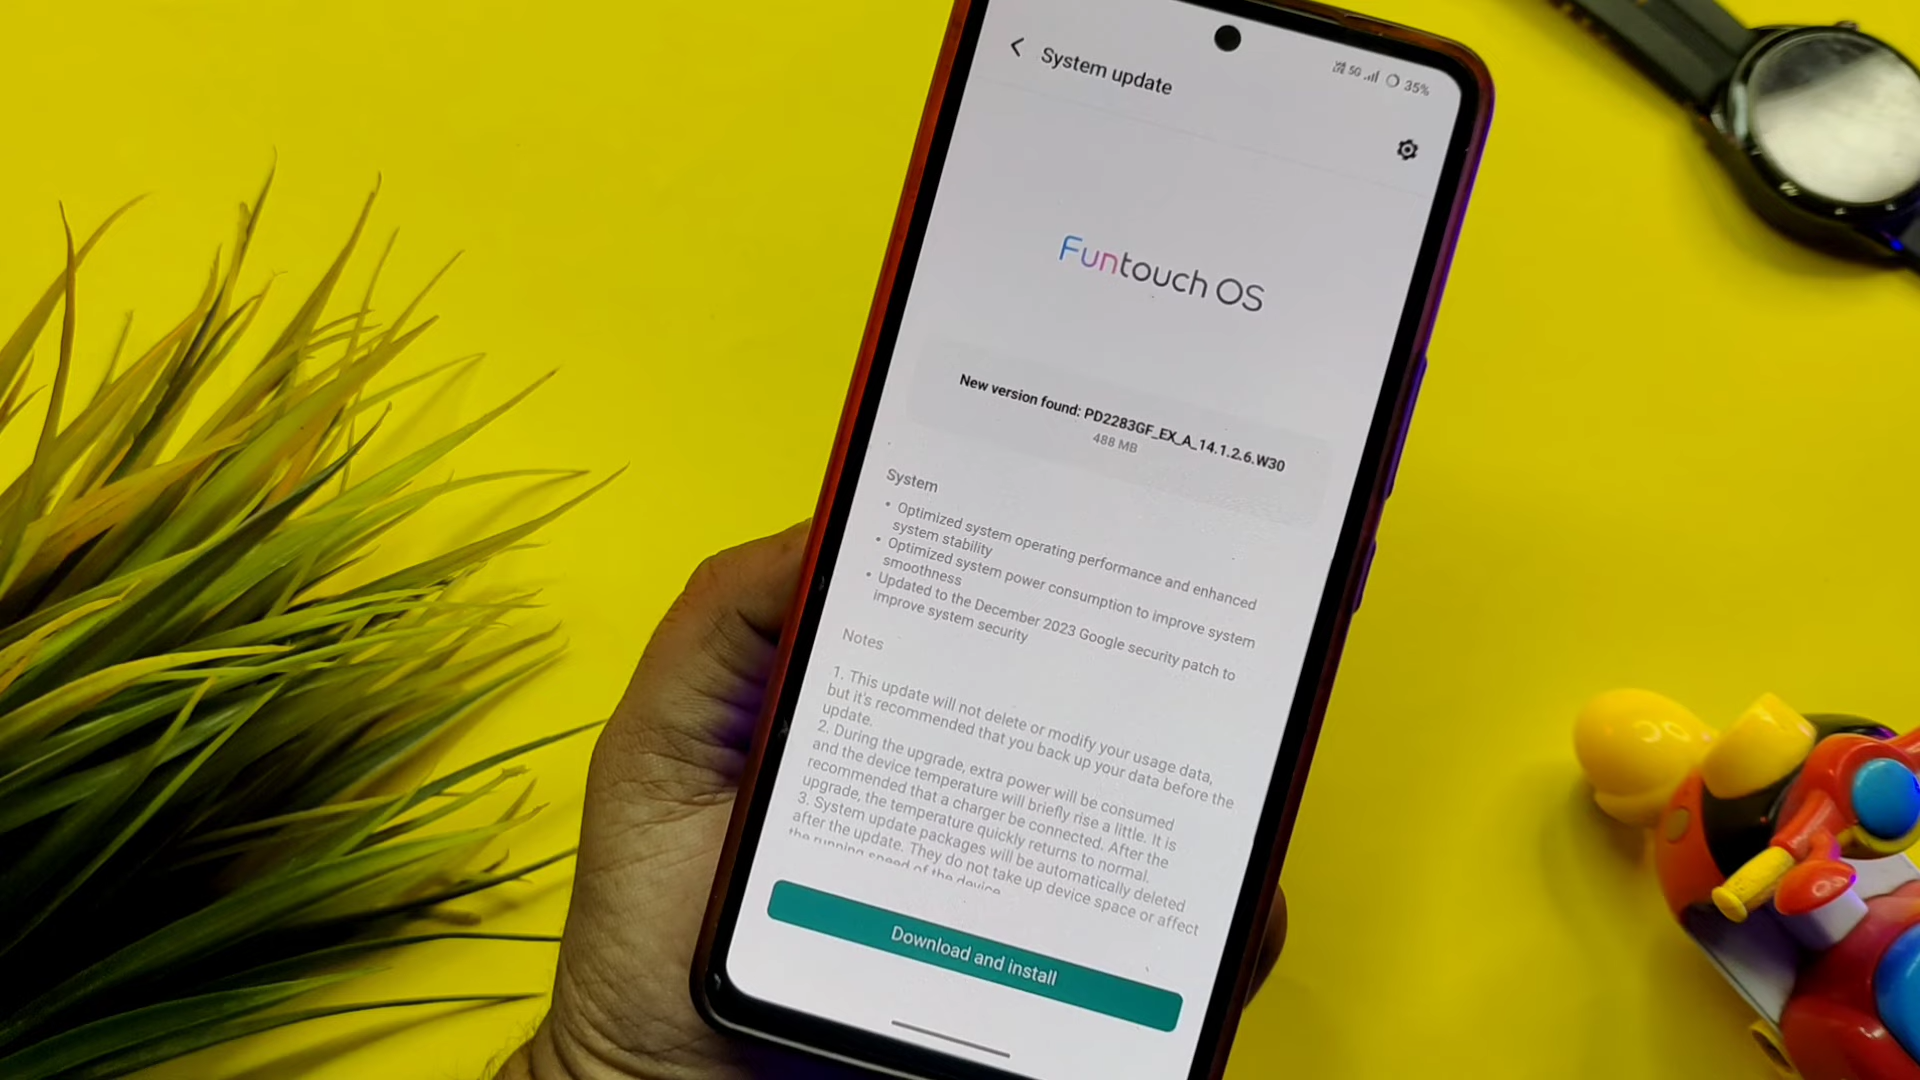 System update
5G
35%
Funtouch OS
New version found: PD2283GF_EX_A_14.1.2.6.W30
488 MB
System
• Optimized system operating performance and enhanced
system stability
• Optimized system power consumption to improve system
smoothness
• Updated to the December 2023 Google security patch to
improve system security
Notes
1. This update will not delete or modify your usage data,
but it's recommended that you back up your data before the
update.
2. During the upgrade, extra power will be consumed
and the device temperature will briefly rise a little. It is
recommended that a charger be connected. After the
upgrade, the temperature quickly returns to normal.
3. System update packages will be automatically deleted
after the update. They do not take up device space or affect
the running speed of the device.
Download and install